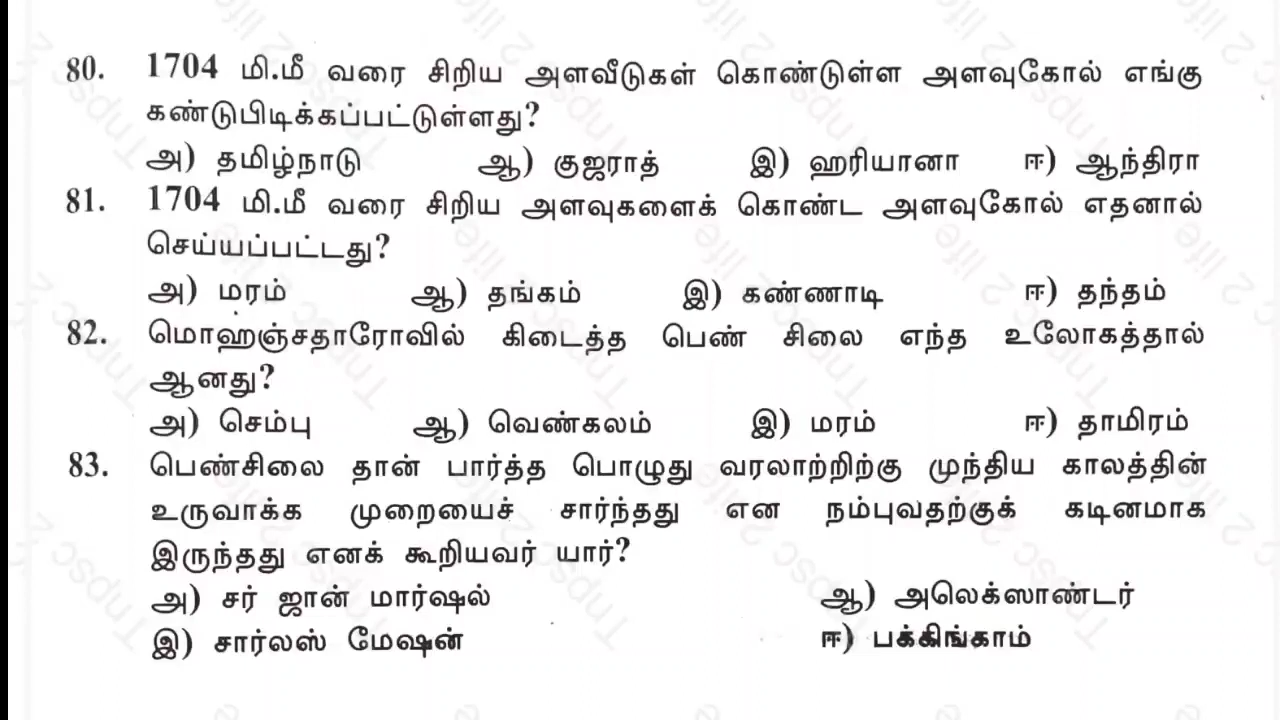 80. 1704 மி.மீ வரை சிறிய அளவீடுகள் கொண்டுள்ள அளவுகோல் எங்கு
கண்டுபிடிக்கப்பட்டுள்ளது?
அ) தமிழ்நாடு ஆ) குஜராத் இ) ஹரியானா ஈ) ஆந்திரா
81. 1704 மி.மீ வரை சிறிய அளவுகளைக் கொண்ட அளவுகோல் எதனால்
செய்யப்பட்டது?
அ) மரம் ஆ) தங்கம் இ) கண்ணாடி ஈ) தந்தம்
82. மொஹஞ்சதாரோவில் கிடைத்த பெண் சிலை எந்த உலோகத்தால்
ஆனது?
அ) செம்பு ஆ) வெண்கலம் இ) மரம் ஈ) தாமிரம்
83. பெண்சிலை தான் பார்த்த பொழுது வரலாற்றிற்கு முந்திய காலத்தின்
உருவாக்க முறையைச் சார்ந்தது என நம்புவதற்குக் கடினமாக
இருந்தது எனக் கூறியவர் யார்?
அ) சர் ஜான் மார்ஷல் ஆ) அலெக்ஸாண்டர்
இ) சார்லஸ் மேஷன் ஈ) பக்கிங்காம்
Tnpsc 2 life